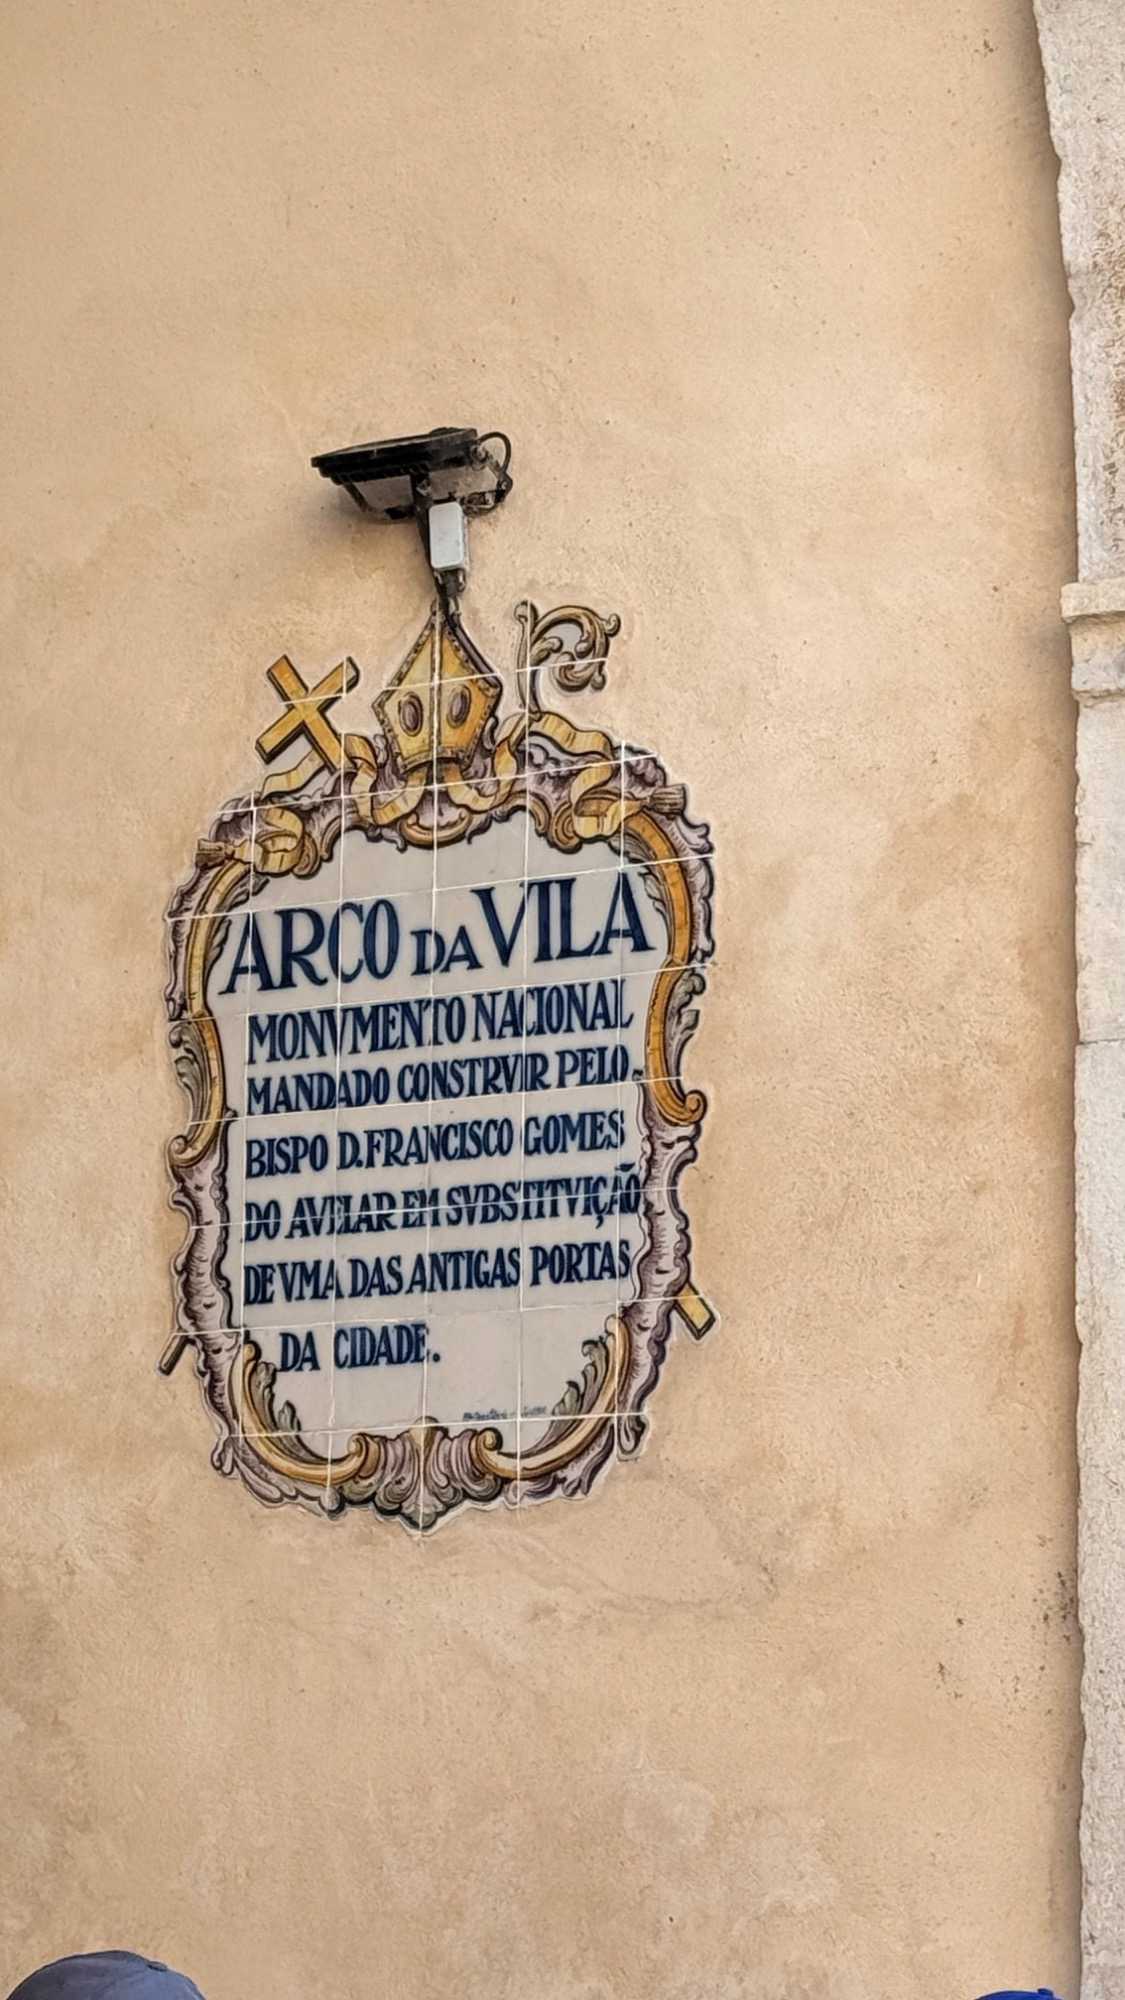 ARCO DA VILA
MONVMENTO NACIONAL
MANDADO CONSTRVIR PELO
BISPO D. FRANCISCO GOMES
DO AVELAR EM SVBSTITVIÇÃO
DE VMA DAS ANTIGAS PORTAS
DA CIDADE.